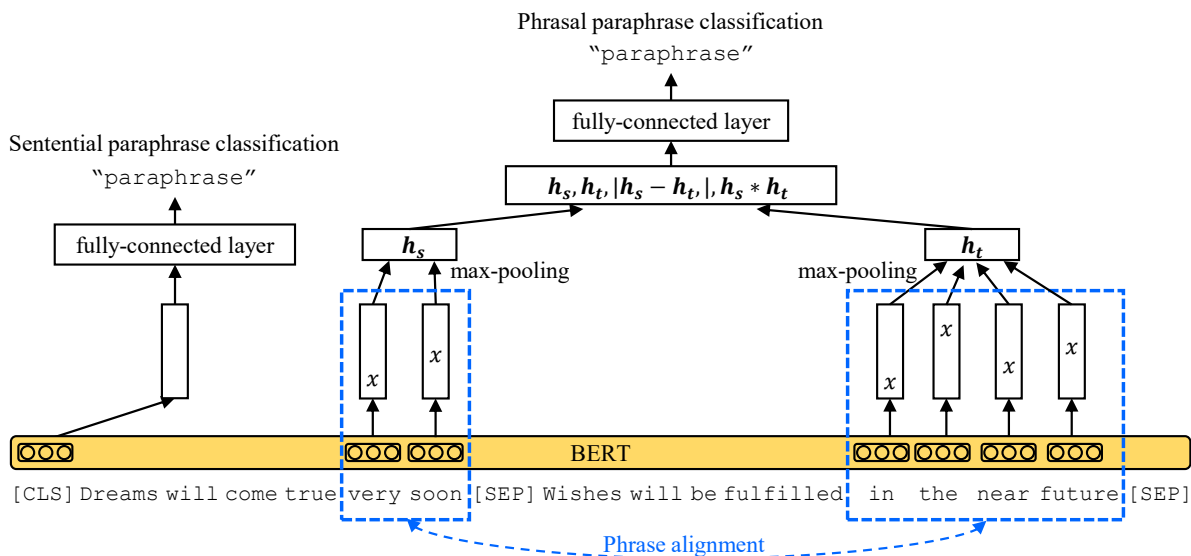 Phrasal paraphrase classification
“paraphrase”
fully-connected layer
Sentential paraphrase classification
“paraphrase”
h_s, h_t, |h_s − h_t,|, h_s * h_t
fully-connected layer
h_s
h_t
max-pooling
max-pooling
x
x
x
x
x
x
BERT
[CLS] Dreams will come true very soon [SEP] Wishes will be fulfilled in the near future [SEP]
Phrase alignment